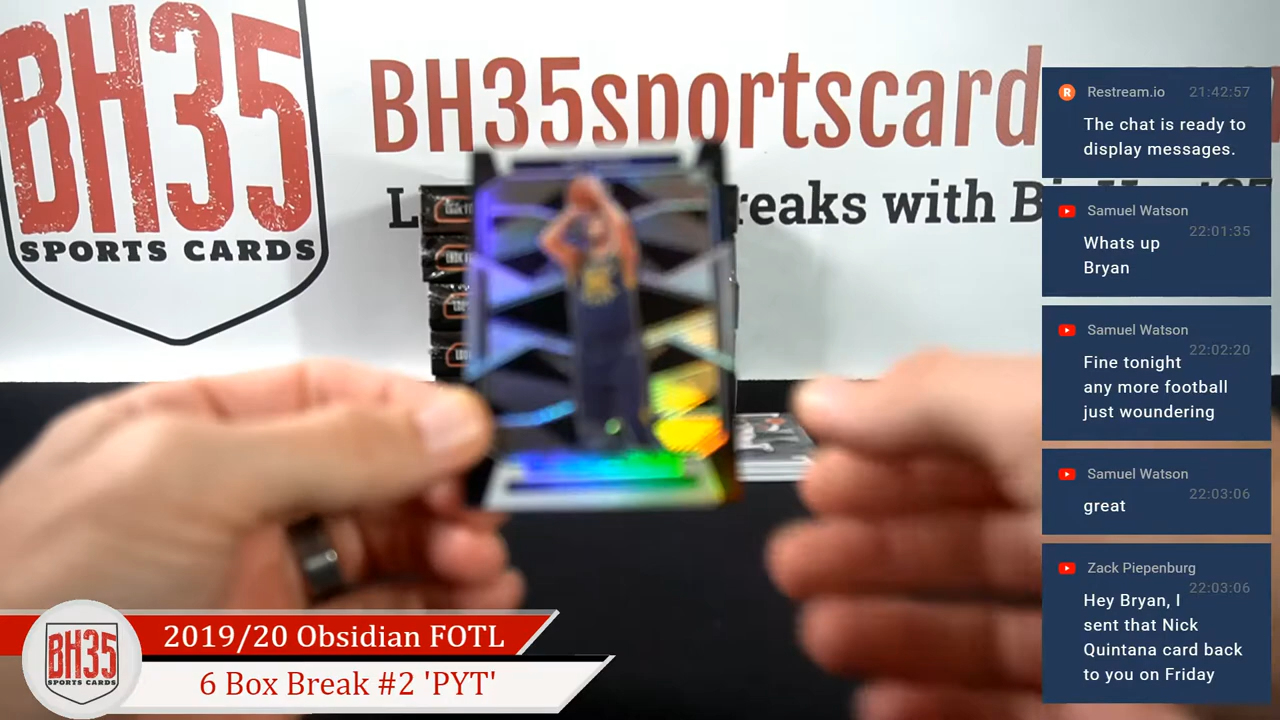 BH35
SPORTS CARDS
BH35sportscard
reaks with B
Restream.io 21:42:57
The chat is ready to
display messages.
Samuel Watson
22:01:35
Whats up
Bryan
Samuel Watson
22:02:20
Fine tonight
any more football
just woundering
Samuel Watson
22:03:06
great
Zack Piepenburg
22:03:06
Hey Bryan, I
sent that Nick
Quintana card back
to you on Friday
BH35
SPORTS CARDS
2019/20 Obsidian FOTL
6 Box Break #2 'PYT'